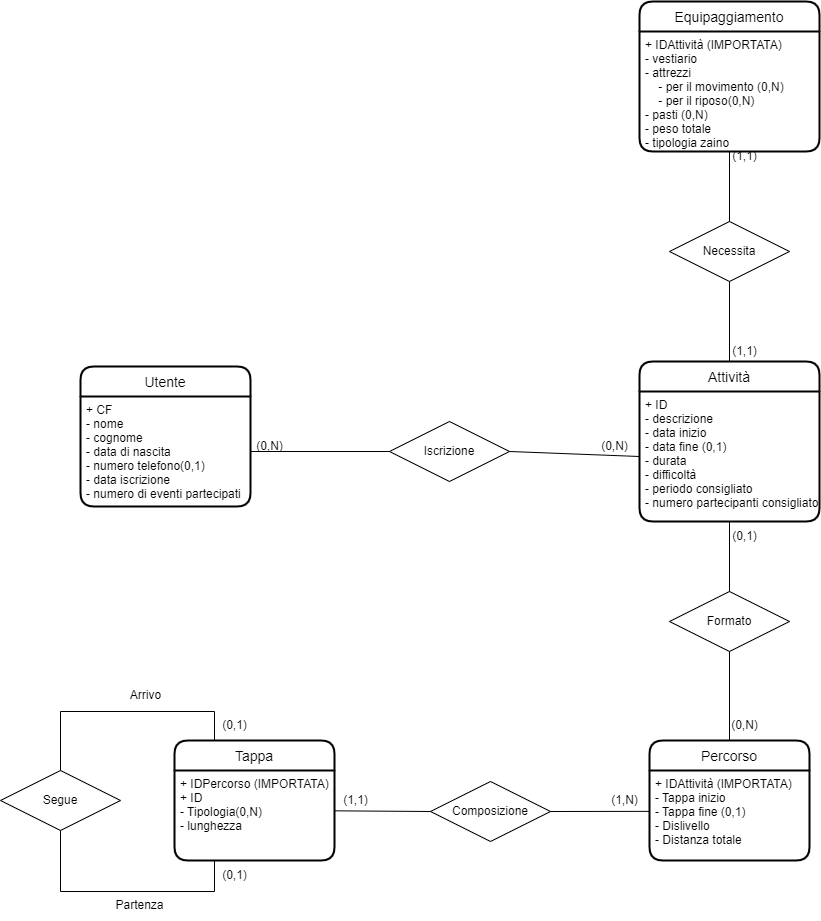 Equipaggiamento
+ IDAttività (IMPORTATA)
- vestiario
- attrezzi
- per il movimento (0,N)
- per il riposo(0,N)
- pasti (0,N)
- peso totale
- tipologia zaino
(1,1)
Necessita
(1,1)
Attività
+ ID
- descrizione
- data inizio
- data fine (0,1)
- durata
- difficoltà
- periodo consigliato
- numero partecipanti consigliato
Utente
+ CF
- nome
- cognome
- data di nascita
- numero telefono(0,1)
- data iscrizione
- numero di eventi partecipati
(0,N)
Iscrizione
(0,N)
(0,1)
Formato
(0,N)
Percorso
+ IDAttività (IMPORTATA)
- Tappa inizio
- Tappa fine (0,1)
- Dislivello
- Distanza totale
(1,N)
Composizione
(1,1)
Tappa
+ IDPercorso (IMPORTATA)
+ ID
- Tipologia(0,N)
- lunghezza
Arrivo
(0,1)
Segue
(0,1)
Partenza